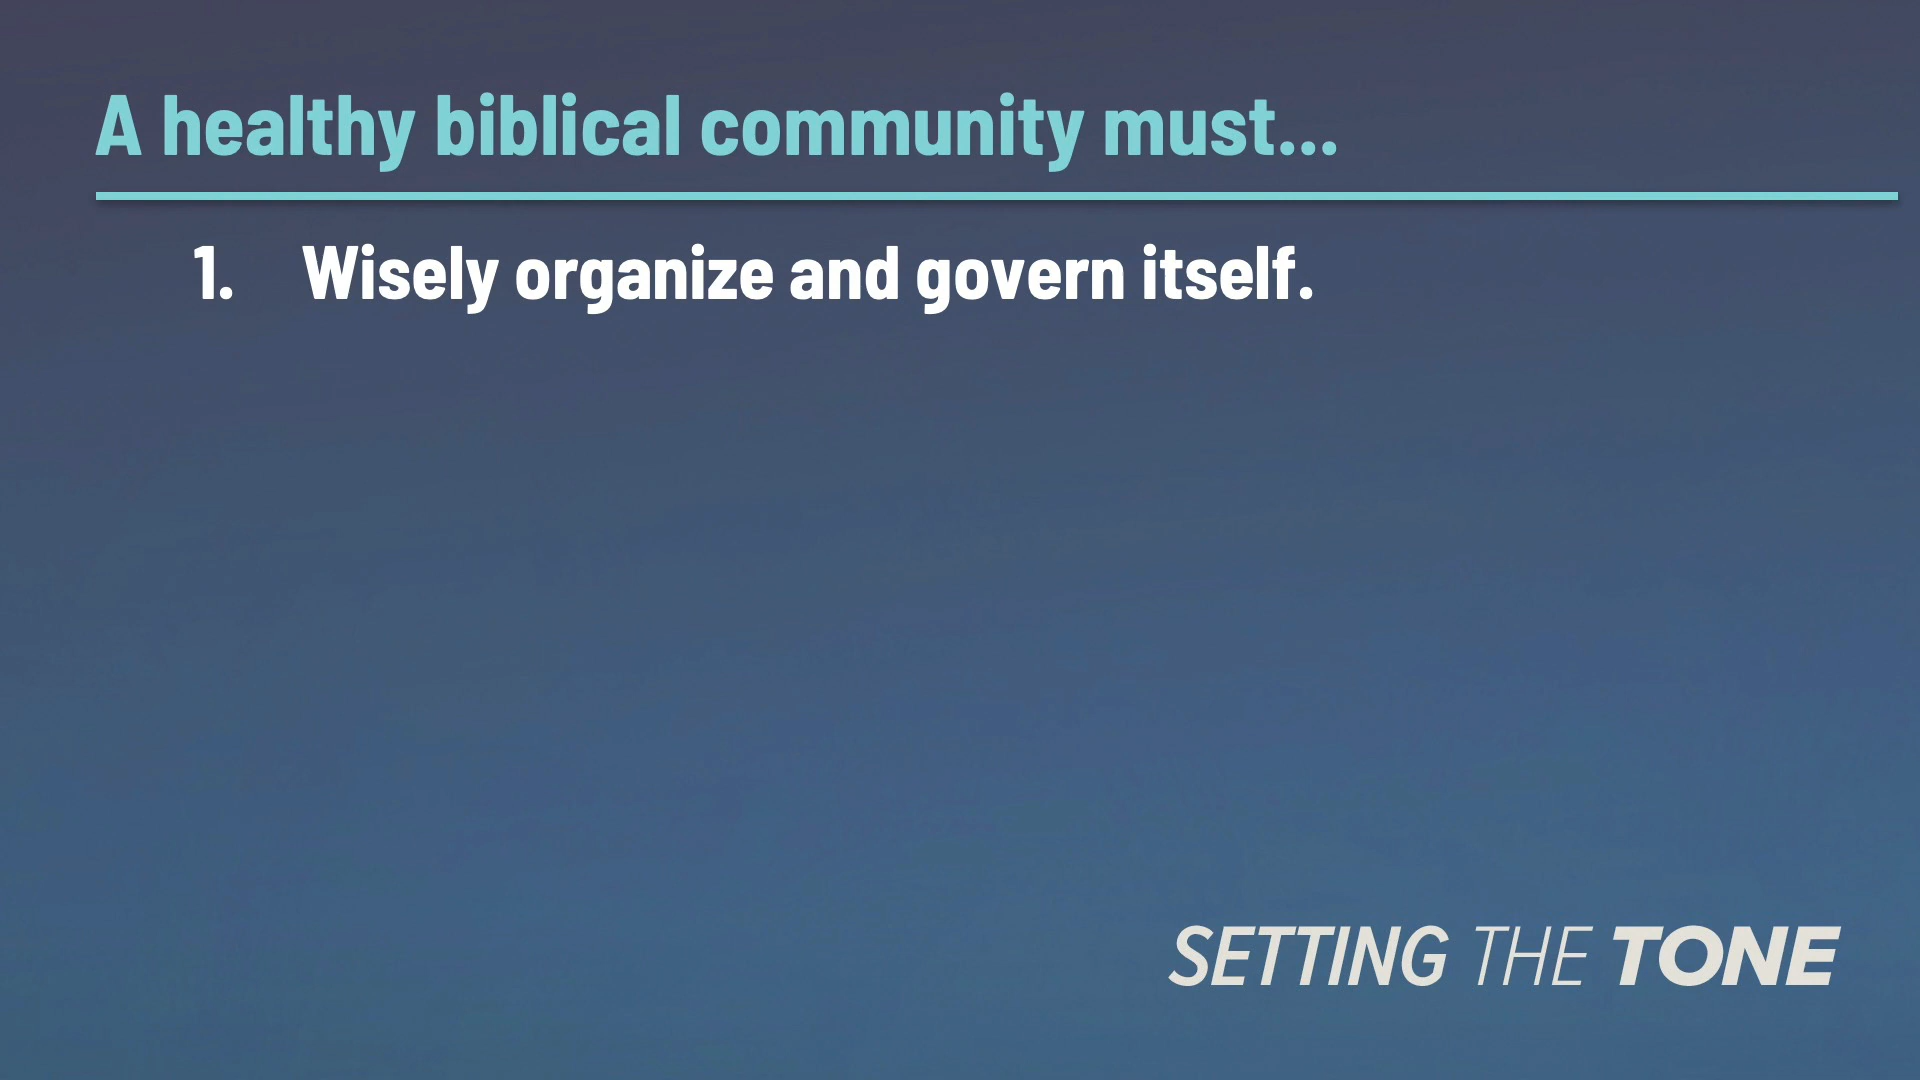 A healthy biblical community must...
1. Wisely organize and govern itself.
SETTING THE TONE